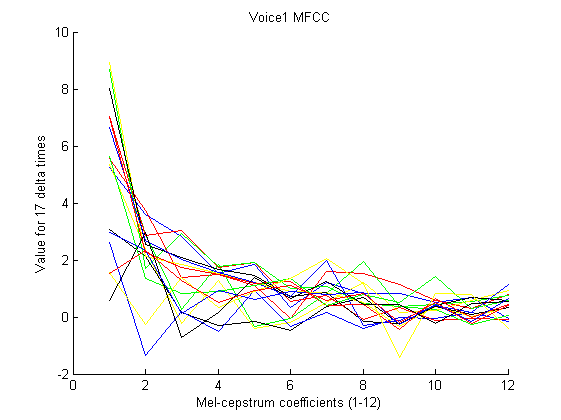 Voice1 MFCC
10
8
6
4
2
0
-2
0 2 4 6 8 10 12
Value for 17 delta times
Mel-cepstrum coefficients (1-12)